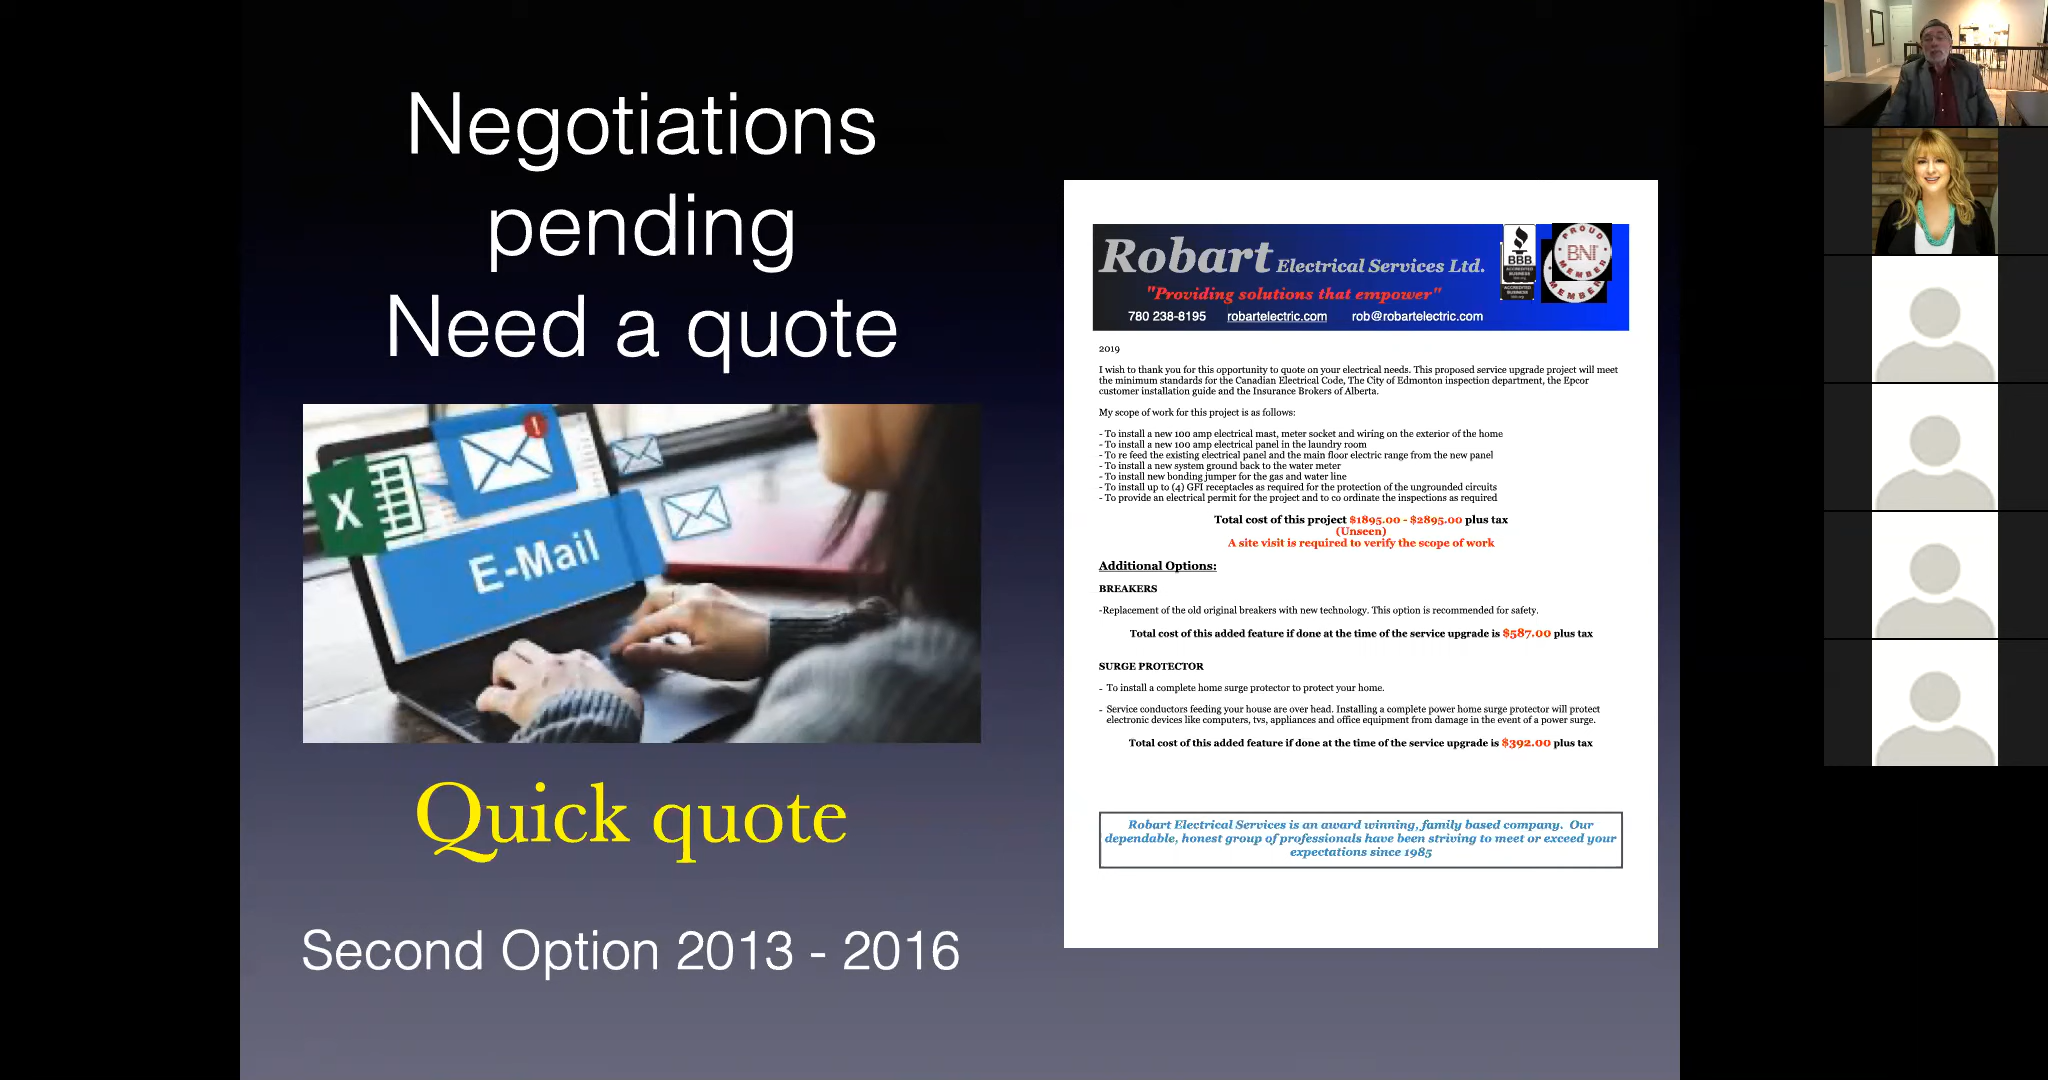 Negotiations
pending
Need a quote
X
E-Mail
Quick quote
Second Option 2013 - 2016
Robart Electrical Services Ltd.
"Providing solutions that empower"
780 238-8195 robartelectric.com rob@robartelectric.com
BBB
ACCREDITED
BUSINESS
ACCREDITED
BUSINESS
PROUD
BNI
MEMBER
MEMBER
2019
I wish to thank you for this opportunity to quote on your electrical needs. This proposed service upgrade project will meet
the minimum standards for the Canadian Electrical Code, The City of Edmonton inspection department, the Epcor
customer installation guide and the Insurance Brokers of Alberta.
My scope of work for this project is as follows:
- To install a new 100 amp electrical mast, meter socket and wiring on the exterior of the home
- To install a new 100 amp electrical panel in the laundry room
- To re feed the existing electrical panel and the main floor electric range from the new panel
- To install a new system ground back to the water meter
- To install new bonding jumper for the gas and water line
- To install up to (4) GFI receptacles as required for the protection of the ungrounded circuits
- To provide an electrical permit for the project and to co ordinate the inspections as required
Total cost of this project $1895.00 - $2895.00 plus tax
(Unseen)
A site visit is required to verify the scope of work
Additional Options:
BREAKERS
-Replacement of the old original breakers with new technology. This option is recommended for safety.
Total cost of this added feature if done at the time of the service upgrade is $587.00 plus tax
SURGE PROTECTOR
- To install a complete home surge protector to protect your home.
- Service conductors feeding your house are over head. Installing a complete power home surge protector will protect
electronic devices like computers, tvs, appliances and office equipment from damage in the event of a power surge.
Total cost of this added feature if done at the time of the service upgrade is $392.00 plus tax
Robart Electrical Services is an award winning, family based company. Our
dependable, honest group of professionals have been striving to meet or exceed your
expectations since 1985